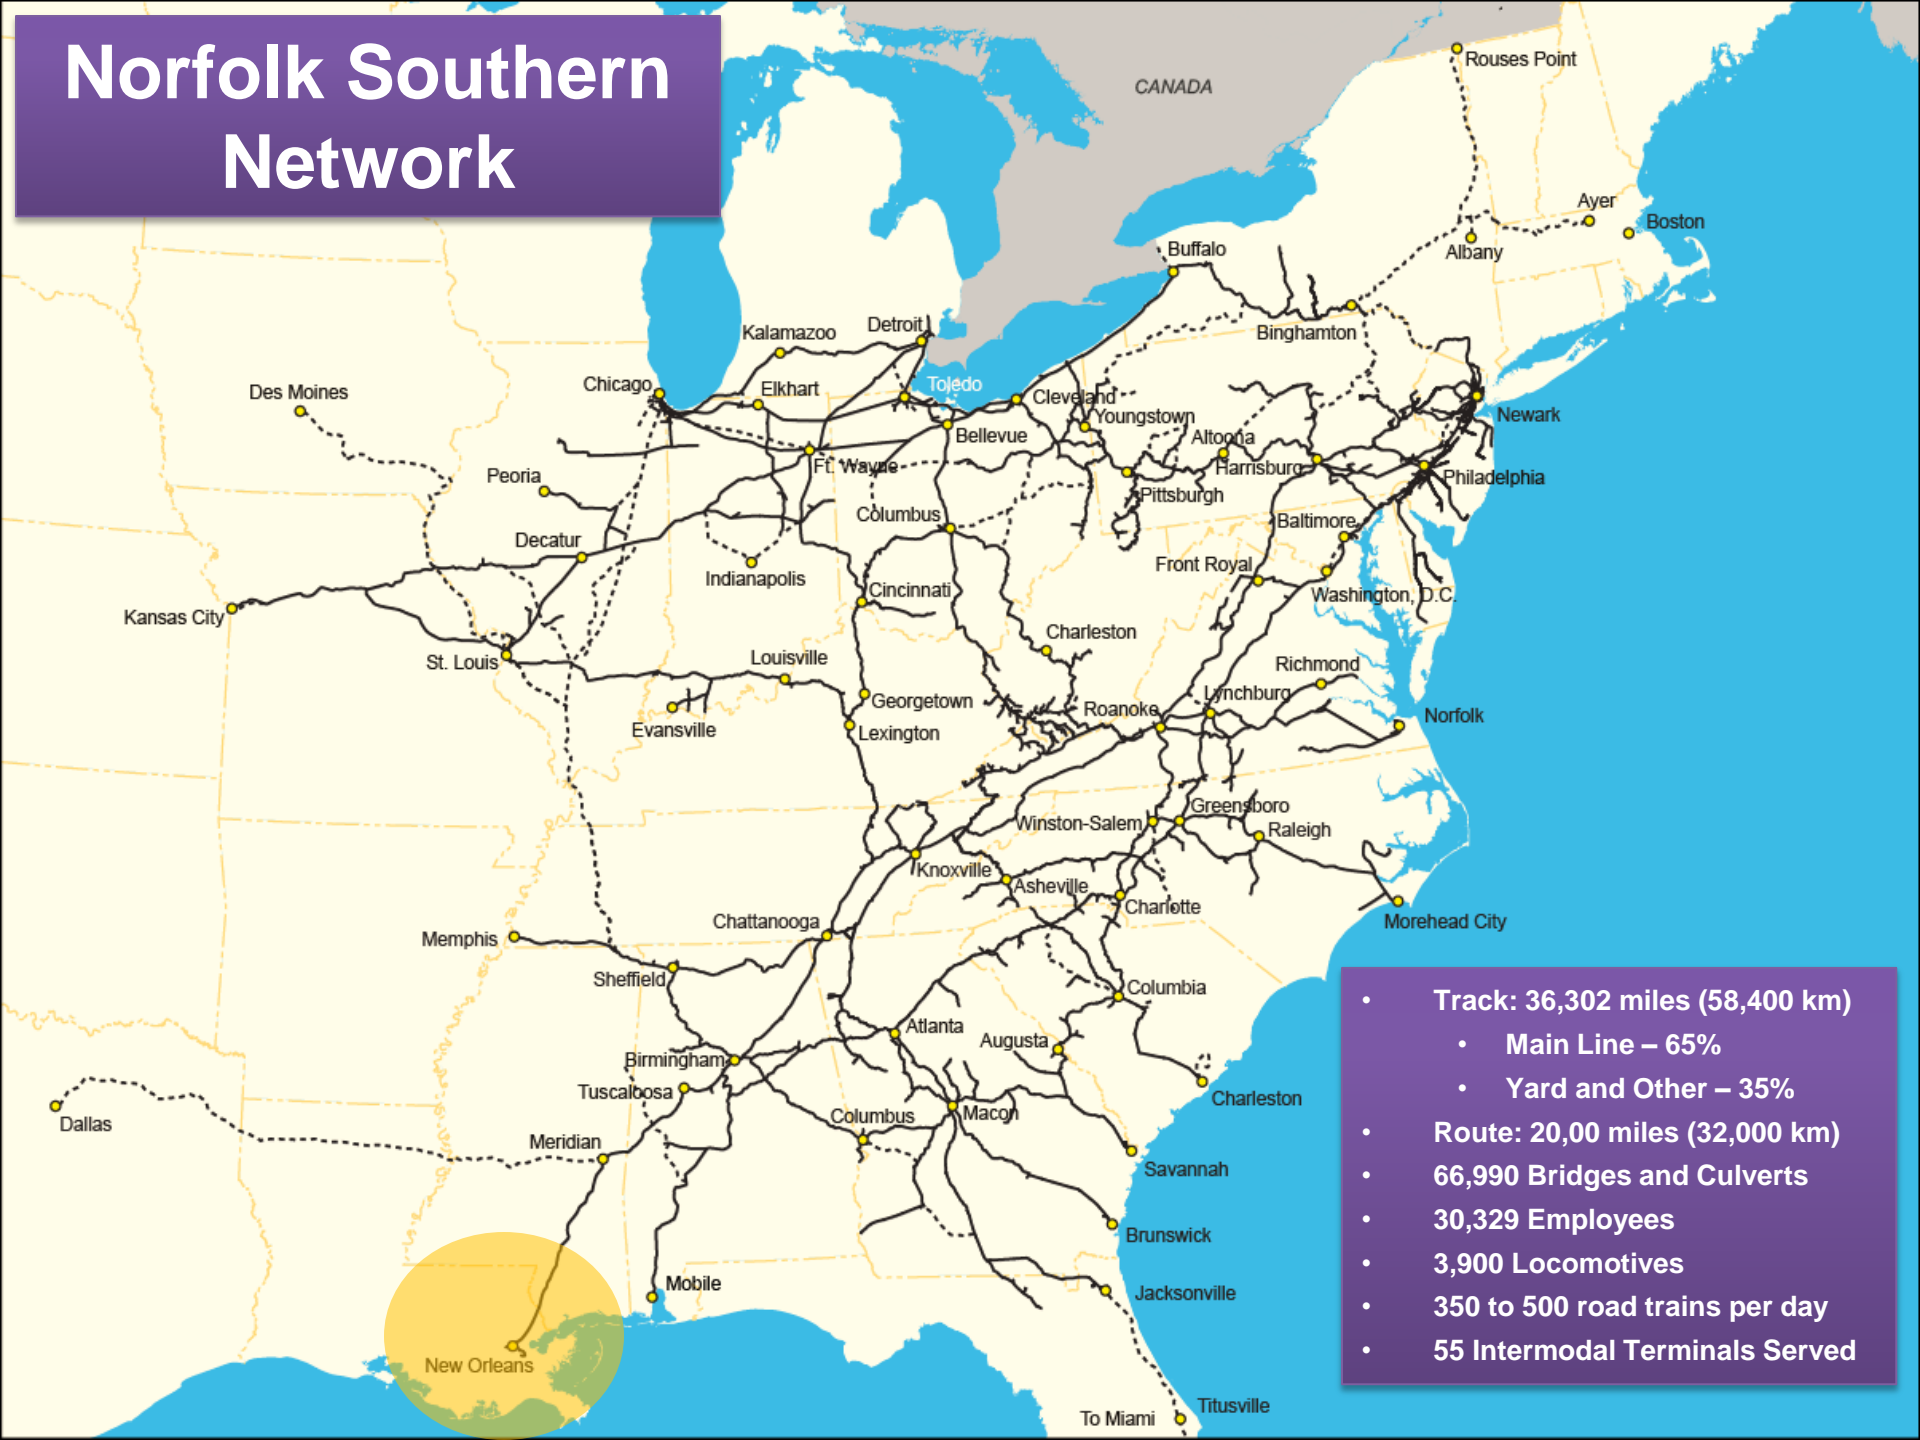 Norfolk Southern
Network
CANADA
Rouses Point
Ayer
Boston
Albany
Buffalo
Binghamton
Detroit
Kalamazoo
Chicago
Elkhart
Toledo
Des Moines
Cleveland
Newark
Youngstown
Bellevue
Altoona
Ft. Wayne
Harrisburg
Peoria
Philadelphia
Pittsburgh
Columbus
Baltimore
Decatur
Front Royal
Indianapolis
Cincinnati
Washington, D.C.
Kansas City
Charleston
St. Louis
Louisville
Richmond
Lynchburg
Georgetown
Roanoke
Norfolk
Evansville
Lexington
Greensboro
Winston-Salem
Raleigh
Knoxville
Asheville
Charlotte
Chattanooga
Morehead City
Memphis
Sheffield
Columbia
Atlanta
Augusta
Birmingham
Tuscaloosa
Charleston
Columbus
Macon
Dallas
Meridian
Savannah
Brunswick
Mobile
Jacksonville
New Orleans
Titusville
To Miami
• Track: 36,302 miles (58,400 km)
• Main Line – 65%
• Yard and Other – 35%
• Route: 20,00 miles (32,000 km)
• 66,990 Bridges and Culverts
• 30,329 Employees
• 3,900 Locomotives
• 350 to 500 road trains per day
• 55 Intermodal Terminals Served